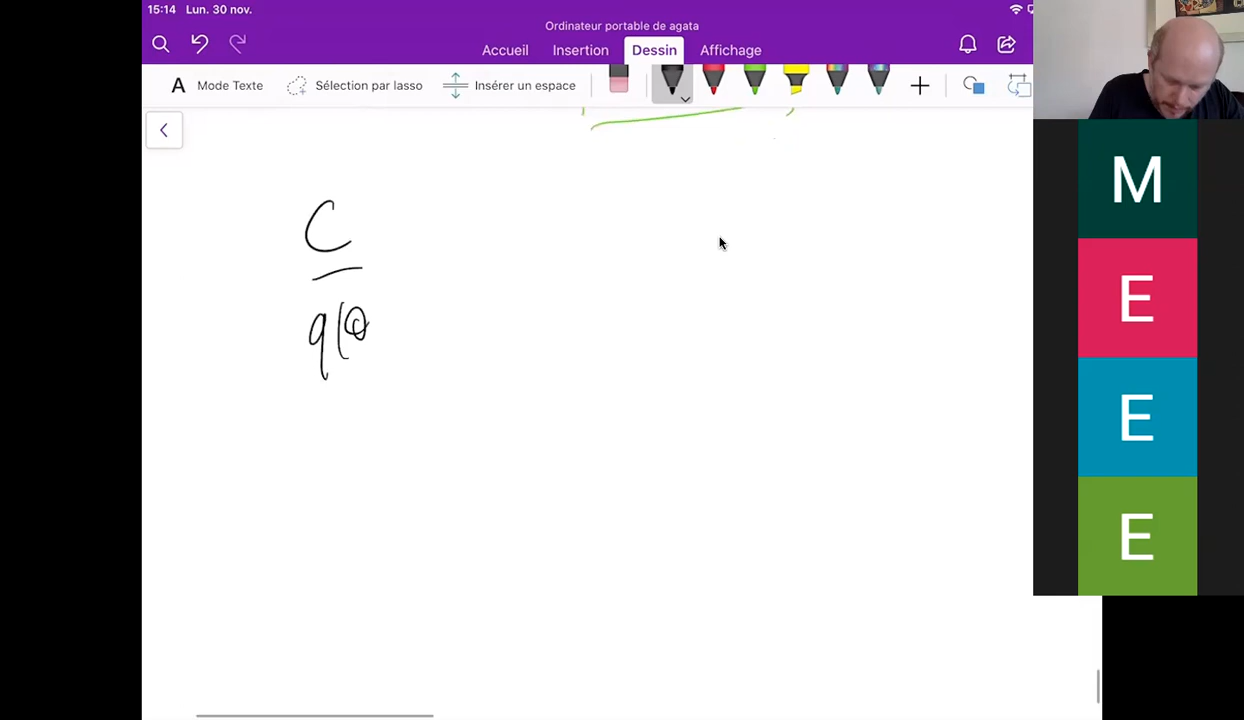 15:14 Lun. 30 nov.
Ordinateur portable de agata
Accueil Insertion Dessin Affichage
A Mode Texte Sélection par lasso Insérer un espace
M
C
E
q(Θ
E
E